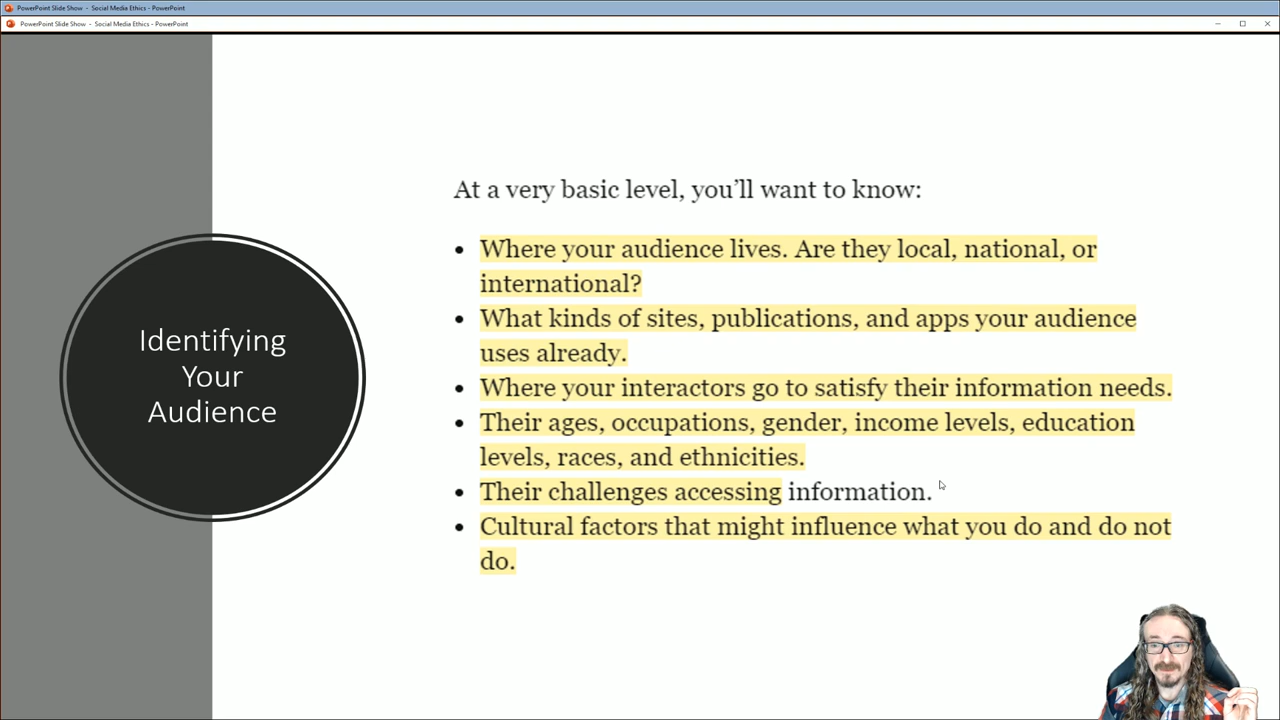 PowerPoint Slide Show - Social Media Ethics - PowerPoint
PowerPoint Slide Show - Social Media Ethics - PowerPoint
Identifying
Your
Audience
At a very basic level, you’ll want to know:
• Where your audience lives. Are they local, national, or
international?
• What kinds of sites, publications, and apps your audience
uses already.
• Where your interactors go to satisfy their information needs.
• Their ages, occupations, gender, income levels, education
levels, races, and ethnicities.
• Their challenges accessing information.
• Cultural factors that might influence what you do and do not
do.